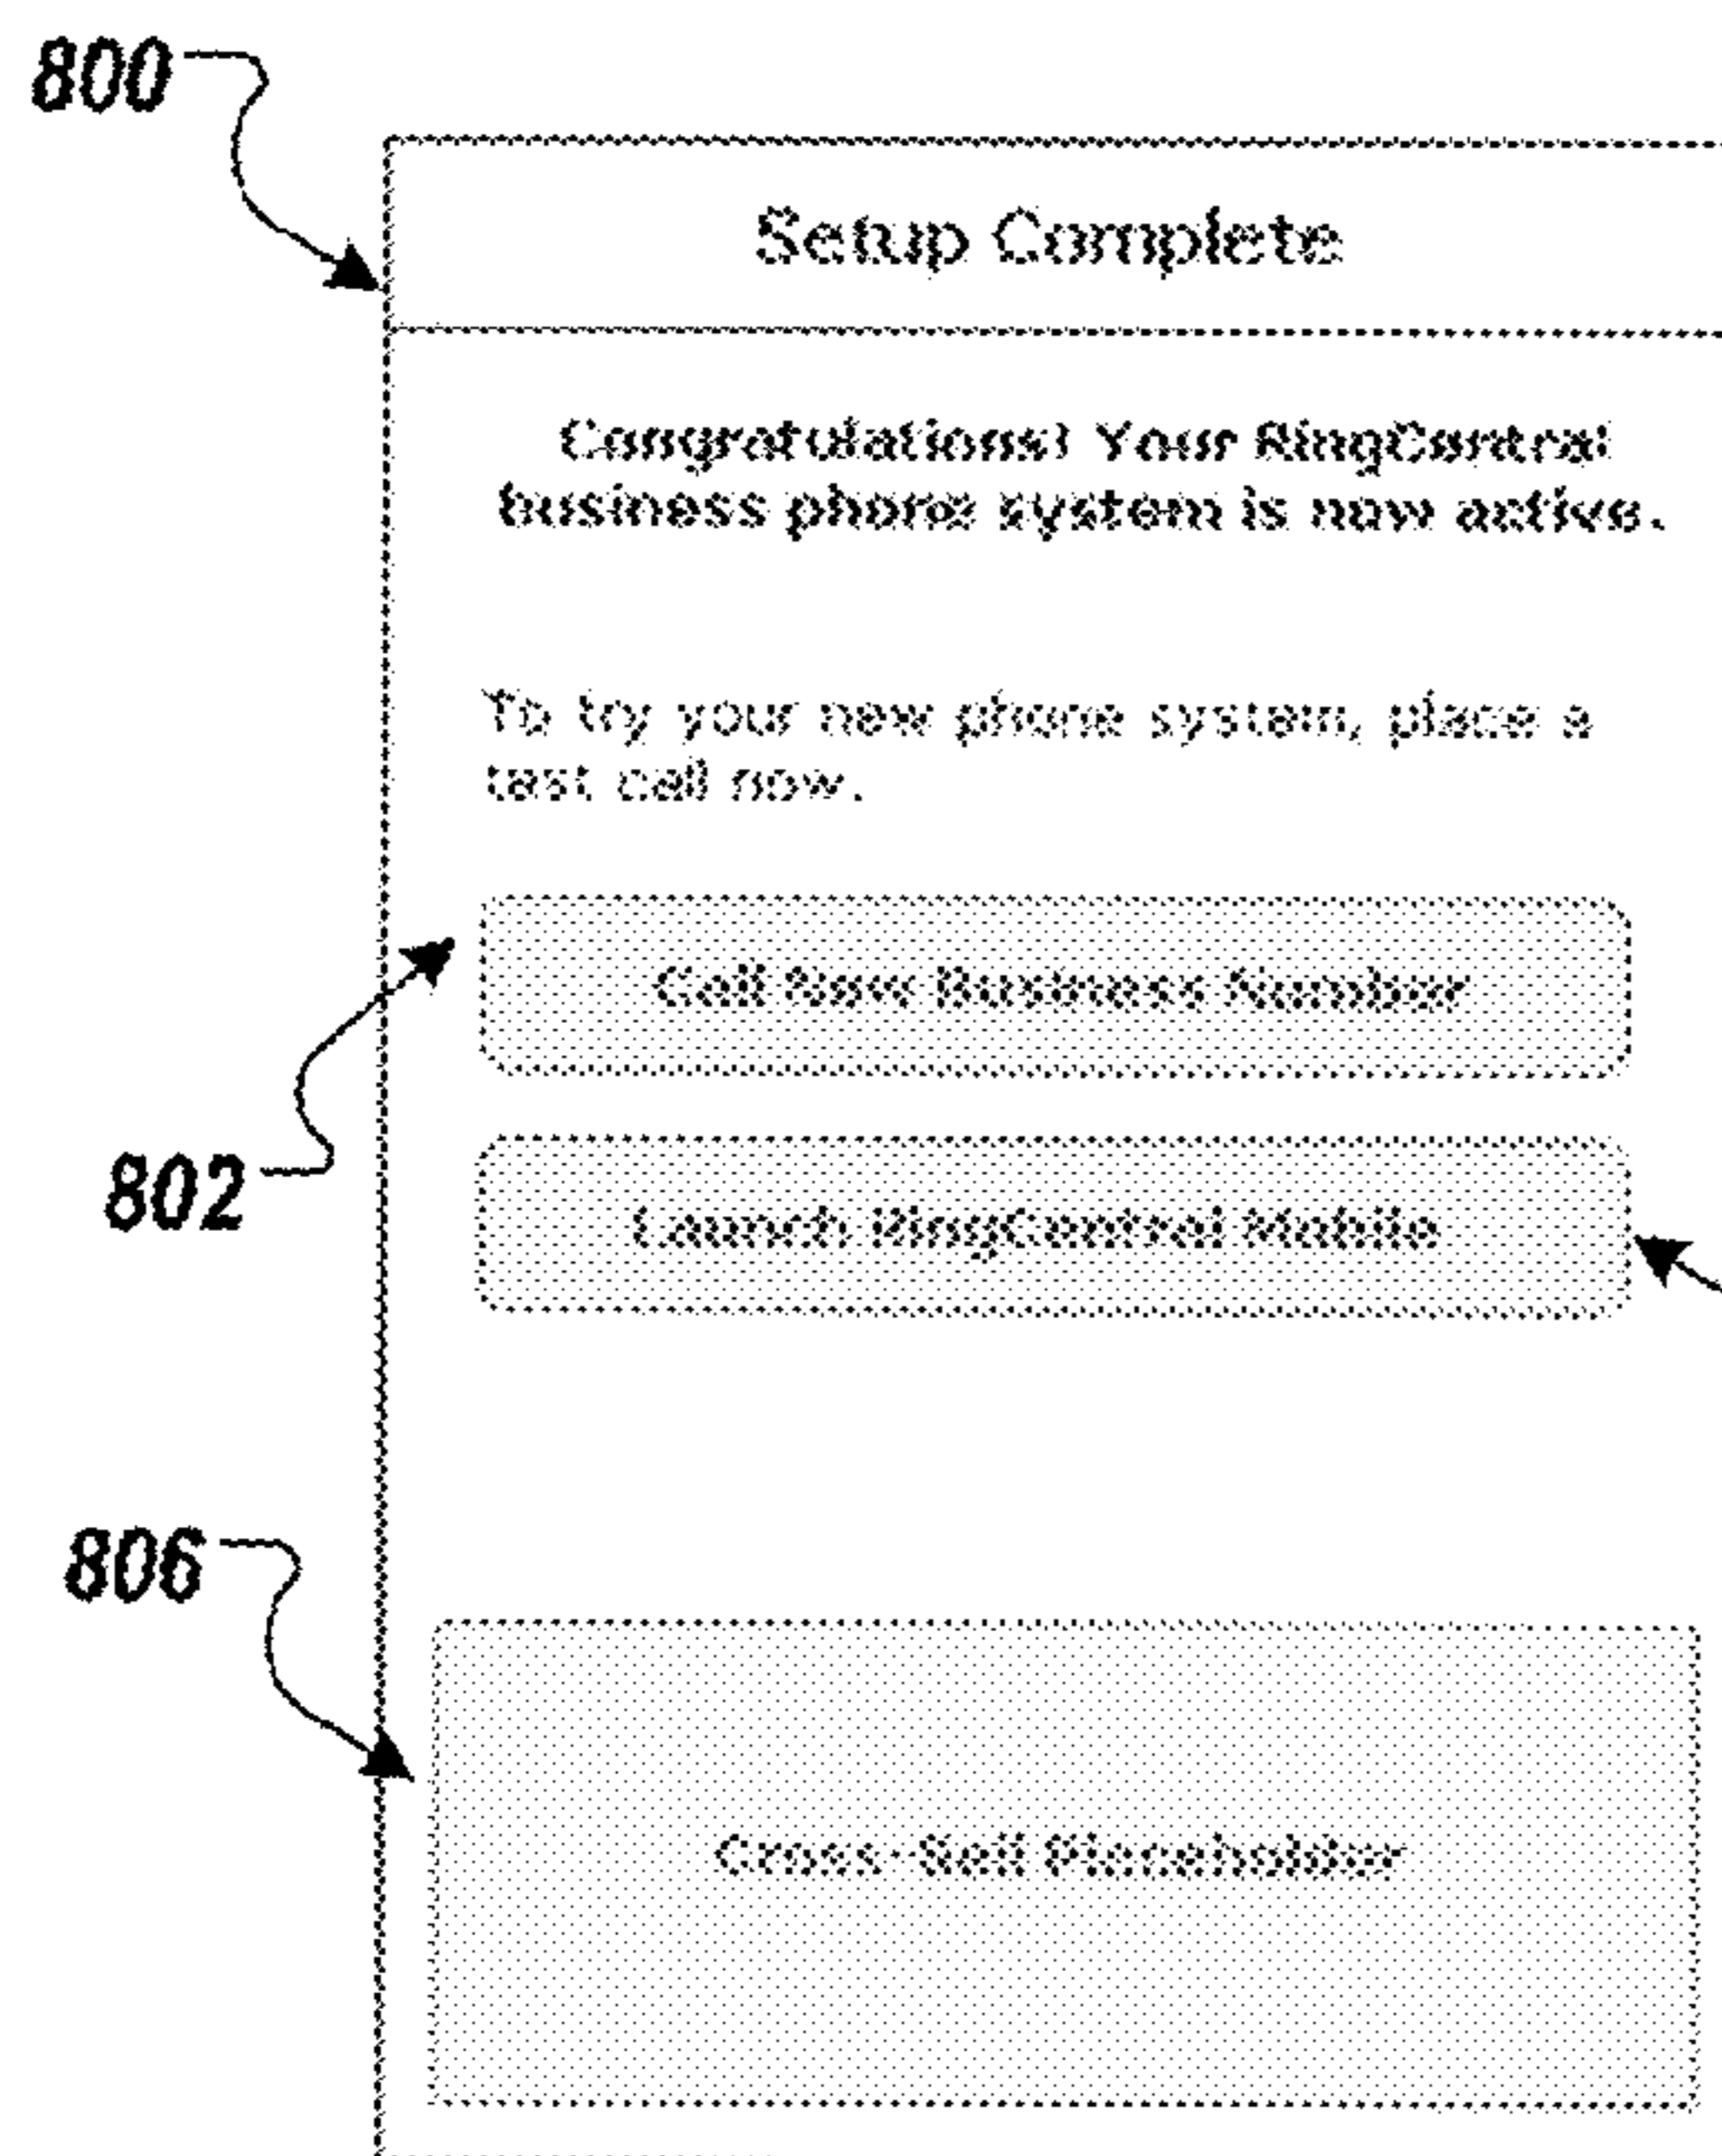 800
Setup Complete
Congratulations! Your RingCentral
business phone system is now active.
To try your new phone system, place a
test call now.
Call New Business Number
802
Launch RingCentral Mobile
806
Cross-Sell Placeholder